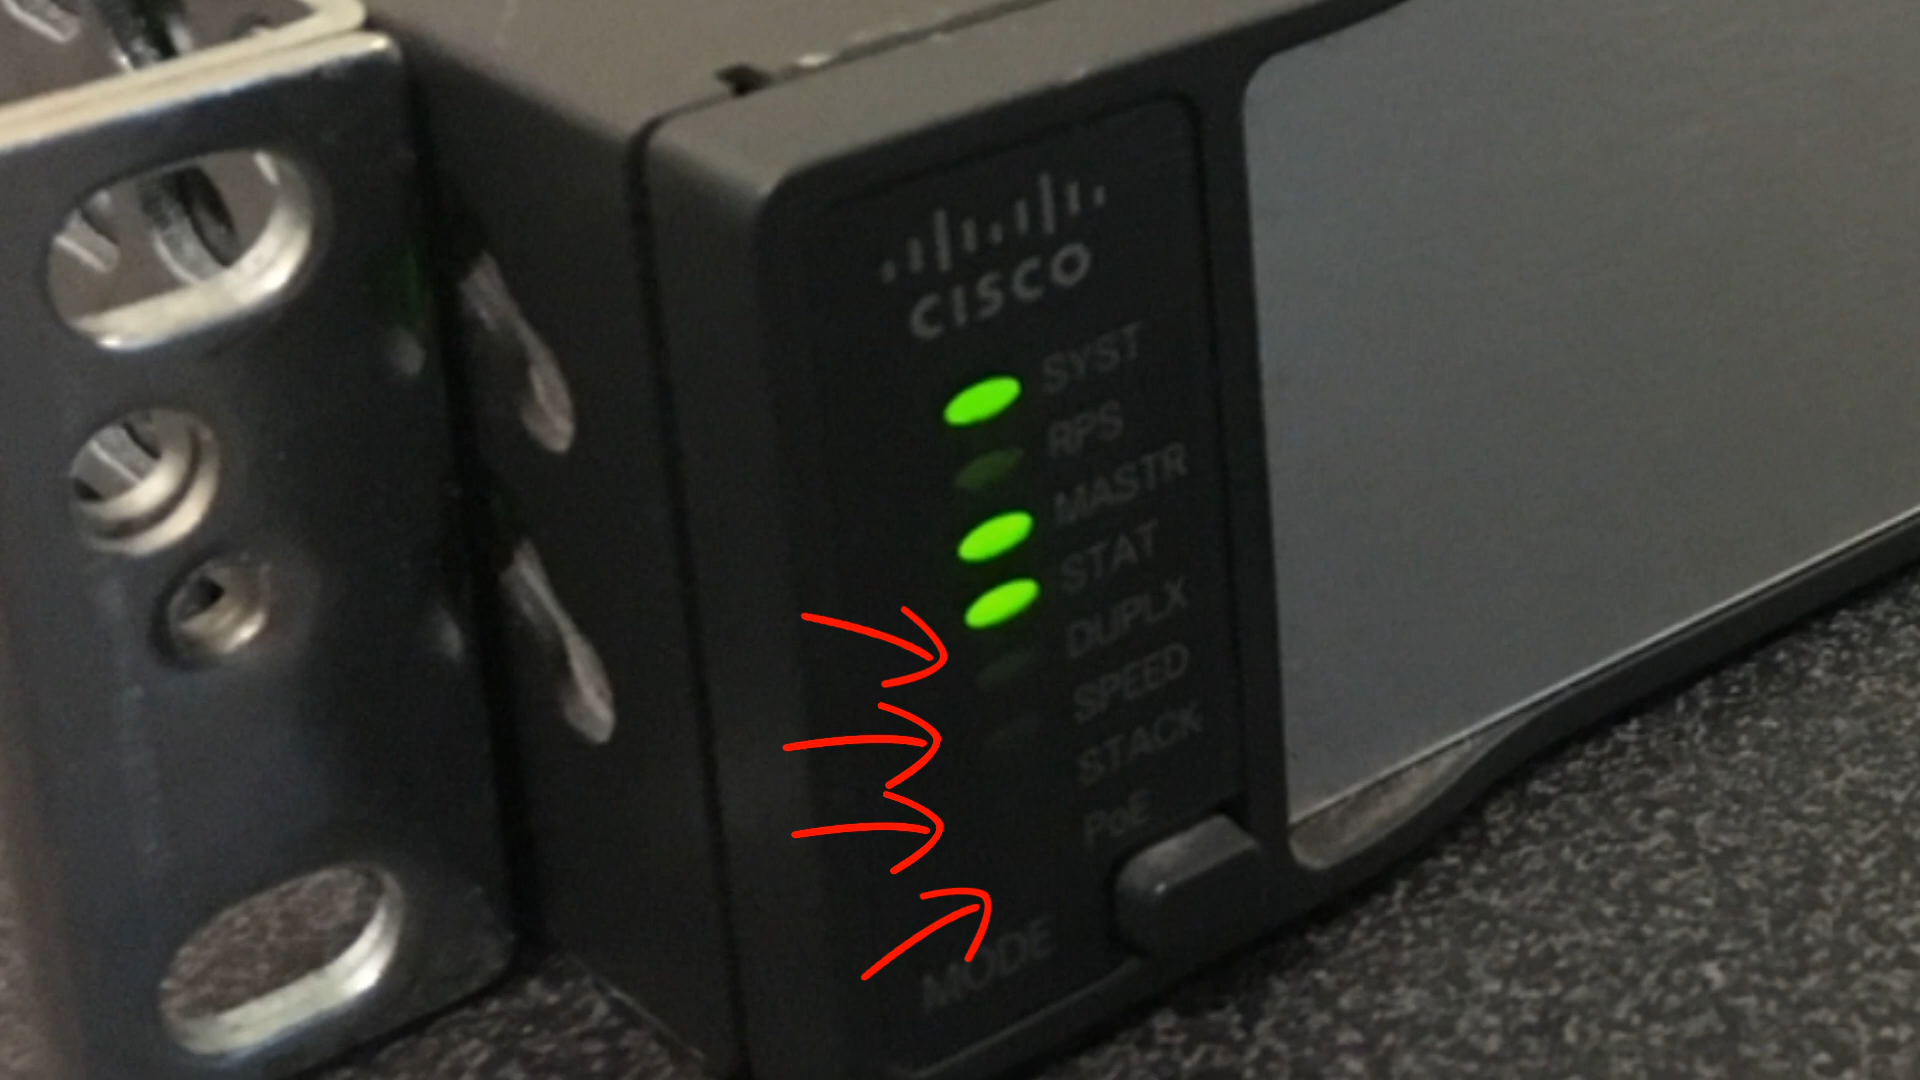 CISCO
SYST
RPS
MASTR
STAT
DUPLX
SPEED
STACK
PoE
MODE